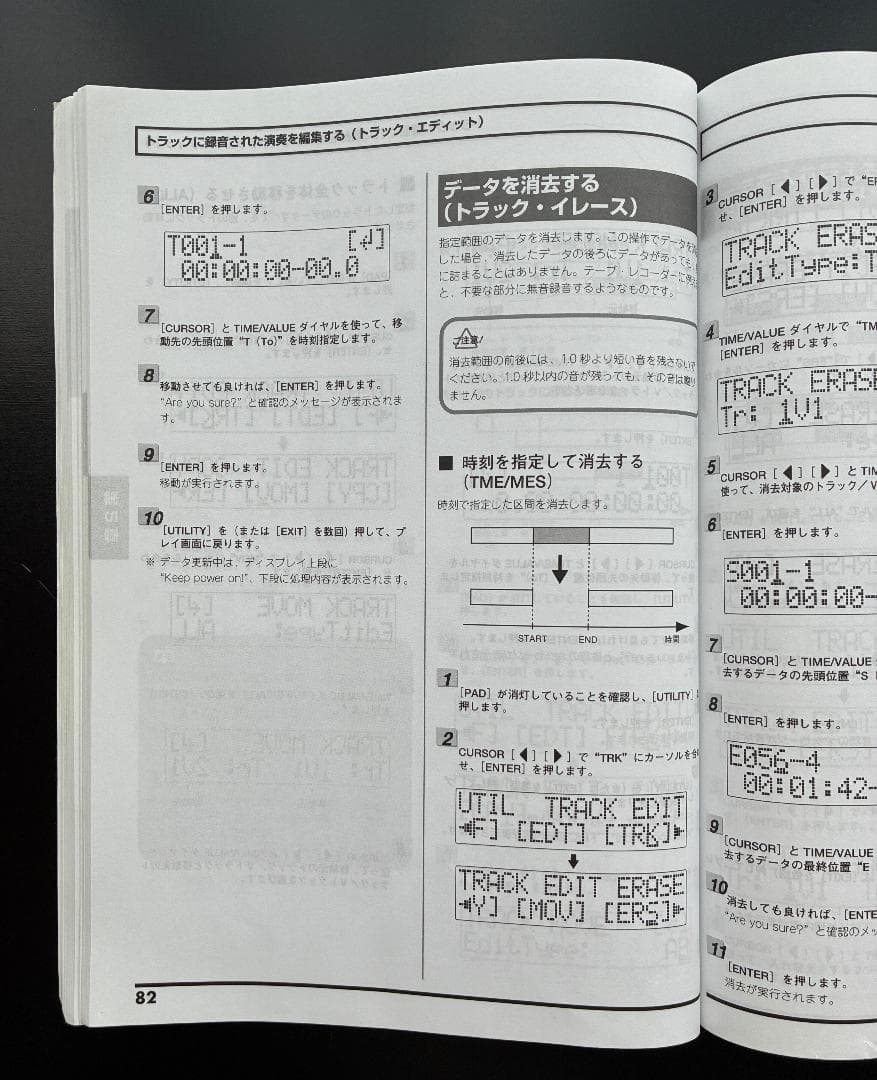 トラックに録音された演奏を編集する（トラック・エディット）
6
[ENTER] を押します。
T001-1 [↲]
00:00:00-00.0
7
[CURSOR] と TIME/VALUE ダイヤルを使って、移
動先の先頭位置 “T（To）” を時刻指定します。
8
移動させても良ければ、[ENTER] を押します。
“Are you sure?” と確認のメッセージが表示されま
す。
9
[ENTER] を押します。
移動が実行されます。
10
[UTILITY] を（または [EXIT] を数回）押して、プ
レイ画面に戻ります。
※ データ更新中は、ディスプレイ上段に
“Keep power on!”、下段に処理内容が表示されます。
第5章
82
データを消去する
（トラック・イレース）
指定範囲のデータを消去します。この操作でデータを
した場合、消去したデータの後ろにデータがあっても、
に詰まることはありません。テープ・レコーダーに
と、不要な部分に無音録音するようなものです。
ご注意！
消去範囲の前後には、1.0 秒より短い音を残さないで
ください。1.0 秒以内の音が残っても、その音は
ません。
■ 時刻を指定して消去する
（TME/MES）
時刻で指定した区間を消去します。
START END 時間
1
[PAD] が消灯していることを確認し、[UTILITY]
押します。
2
CURSOR [◀] [▶] で “TRK” にカーソルを合
せ、[ENTER] を押します。
UTIL TRACK EDIT
◀F] [EDT] [TRK]▶
TRACK EDIT ERASE
◀Y] [MOV] [ERS]▶
3
CURSOR [◀] [▶] で “E
せ、[ENTER] を押します。
TRACK ERAS
EditType:T
4
TIME/VALUE ダイヤルで “TM
[ENTER] を押します。
TRACK ERASE
Tr: 1V1
5
CURSOR [◀] [▶] と TI
使って、消去対象のトラック／V
6
[ENTER] を押します。
S001-1
00:00:00-
7
[CURSOR] と TIME/VALUE
去するデータの先頭位置 “S
8
[ENTER] を押します。
E056-4
00:01:42-
9
[CURSOR] と TIME/VALUE
去するデータの最終位置 “E
10
消去しても良ければ、[ENTE
“Are you sure?” と確認のメッ
11
[ENTER] を押します。
消去が実行されます。